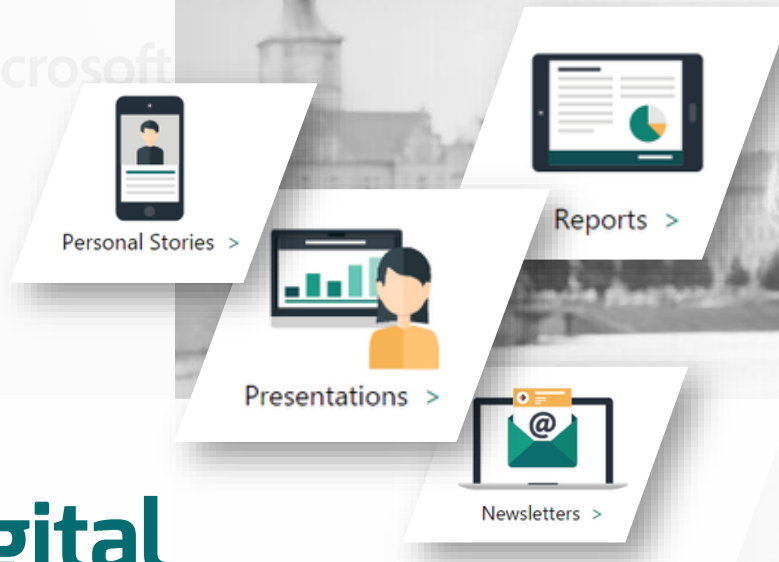 crosoft
Personal Stories >
Reports >
Presentations >
@
Newsletters >
gital